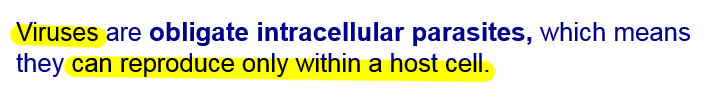 Viruses are obligate intracellular parasites, which means
they can reproduce only within a host cell.